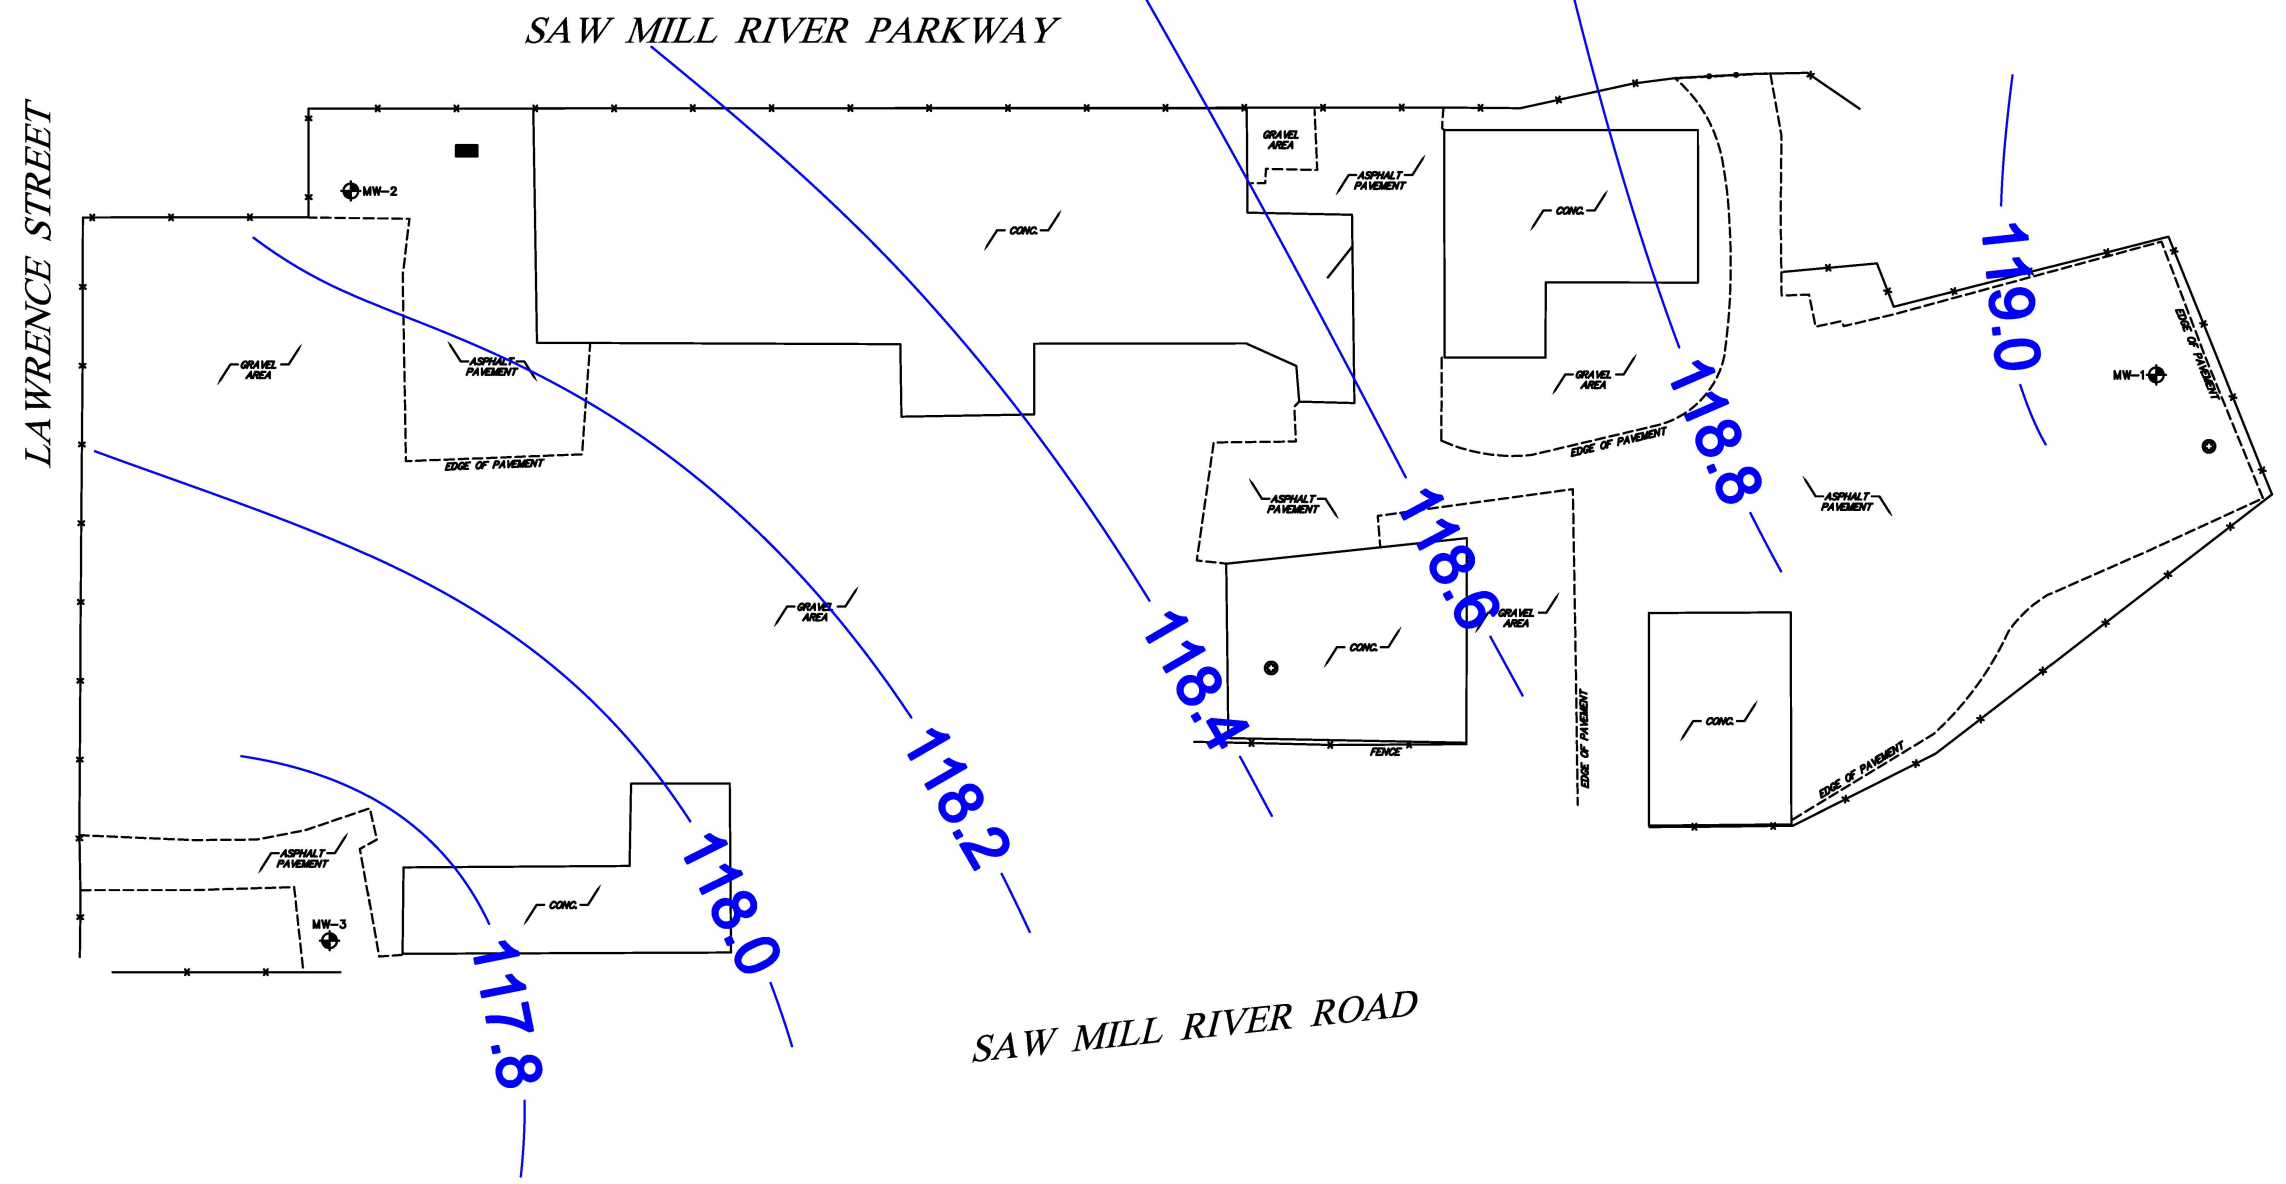 SAW MILL RIVER PARKWAY
LAWRENCE STREET
MW-2
GRAVEL
AREA
ASPHALT
PAVEMENT
CONC.
CONC.
119.0
EDGE OF PAVEMENT
MW-1
GRAVEL
AREA
ASPHALT
PAVEMENT
GRAVEL
AREA
118.8
EDGE OF PAVEMENT
EDGE OF PAVEMENT
ASPHALT
PAVEMENT
118.6
ASPHALT
PAVEMENT
GRAVEL
AREA
GRAVEL
AREA
118.4
CONC.
EDGE OF PAVEMENT
CONC.
FENCE
EDGE OF PAVEMENT
118.2
ASPHALT
PAVEMENT
118.0
CONC.
MW-3
117.8
SAW MILL RIVER ROAD